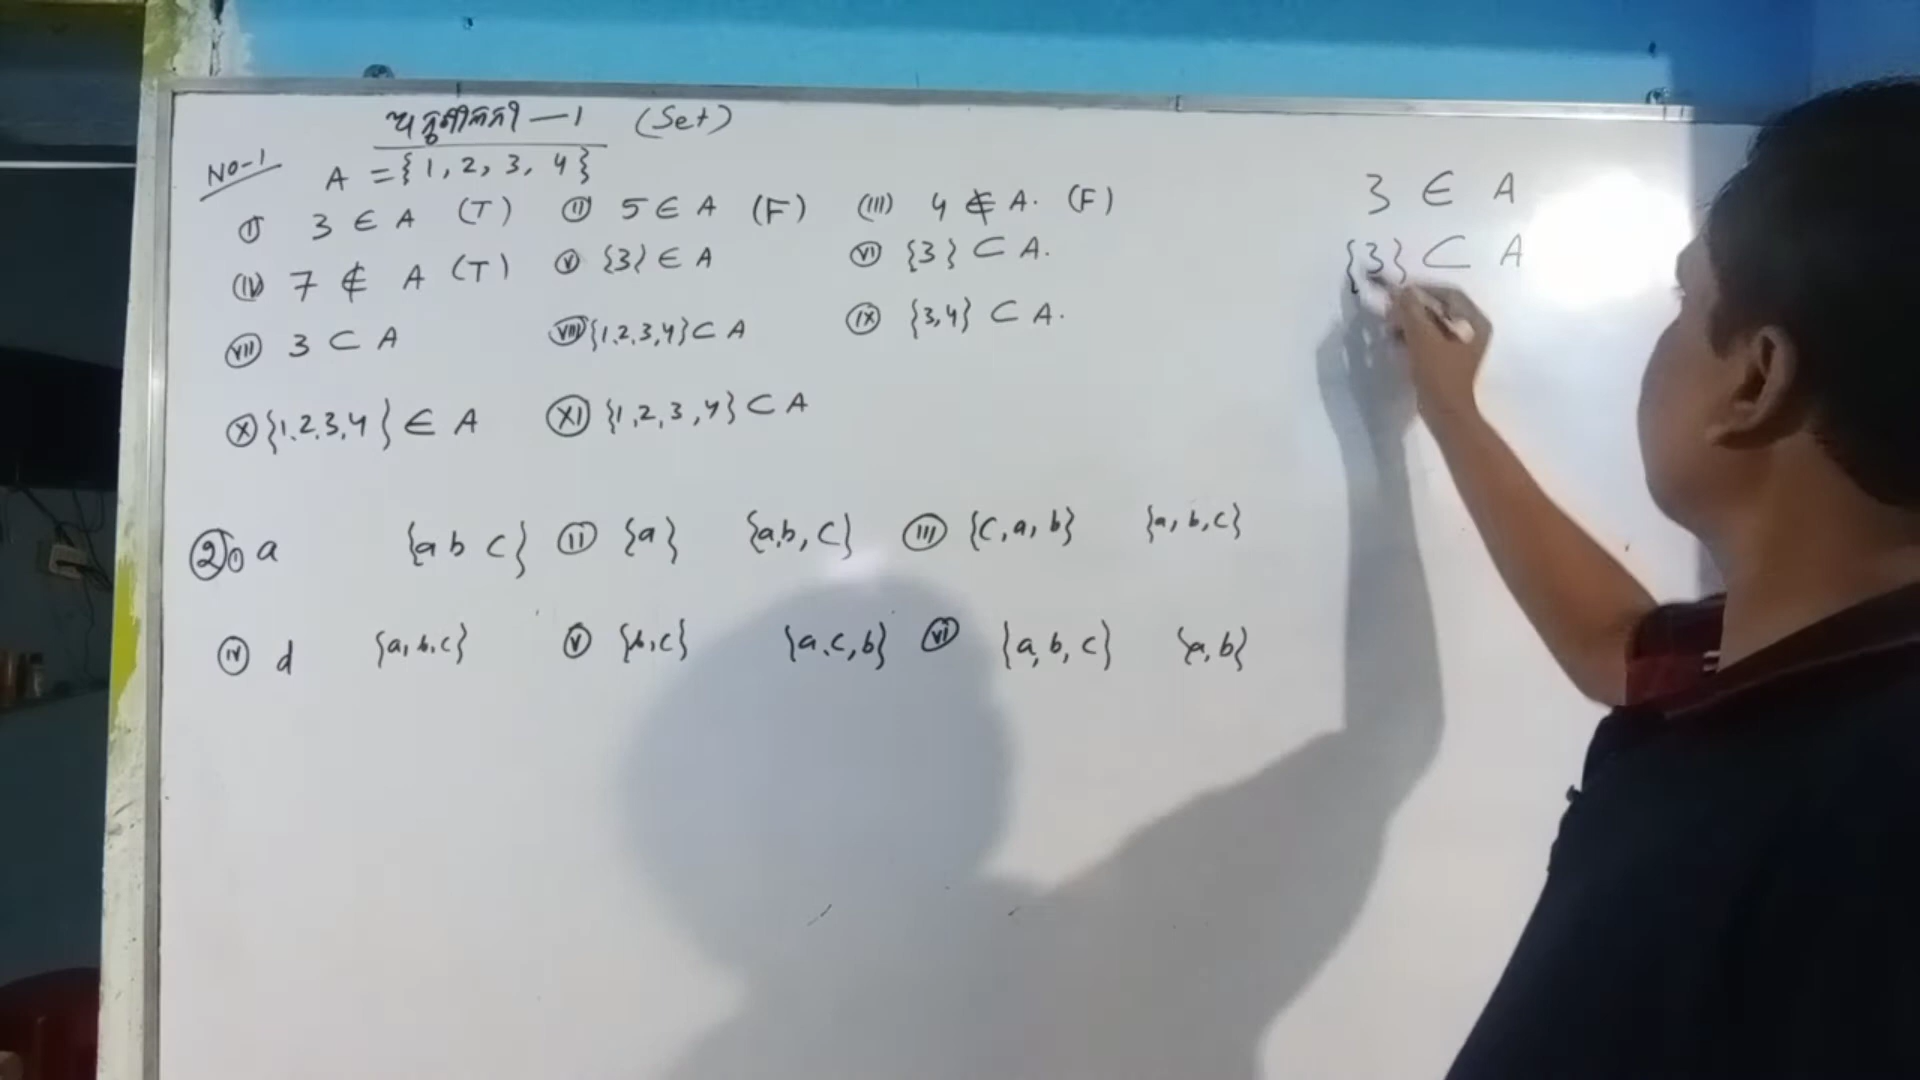 ଅନୁଶୀଳନୀ —1 (Set)
NO-1 A = {1, 2, 3, 4}
(i) 3 ∈ A (T) (ii) 5 ∈ A (F) (iii) 4 ∉ A. (F)
(iv) 7 ∉ A (T) (v) {3} ∈ A (vi) {3} ⊂ A.
(vii) 3 ⊂ A (viii) {1,2,3,4} ⊂ A (ix) {3,4} ⊂ A.
(x) {1,2,3,4} ∈ A (xi) {1,2,3,4} ⊂ A
3 ∈ A
{3} ⊂ A
(2) (i) a {a b c} (ii) {a} {a,b,c} (iii) {c,a,b} {a,b,c}
(iv) d {a,b,c} (v) {b,c} {a,c,b} (vi) {a,b,c} {a,b}